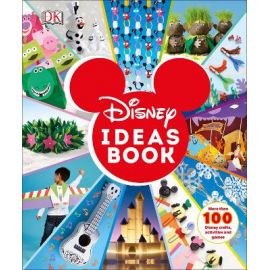 DK
Disney
IDEAS
BOOK
More than
100
Disney crafts,
activities and
games